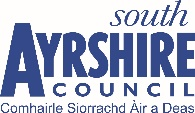 south
AYRSHIRE
COUNCIL
Comhairle Siorrachd Àir a Deas